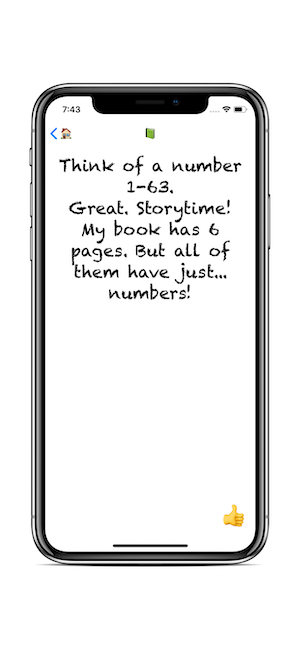 7:43
Think of a number
1-63.
Great. Storytime!
My book has 6
pages. But all of
them have just...
numbers!